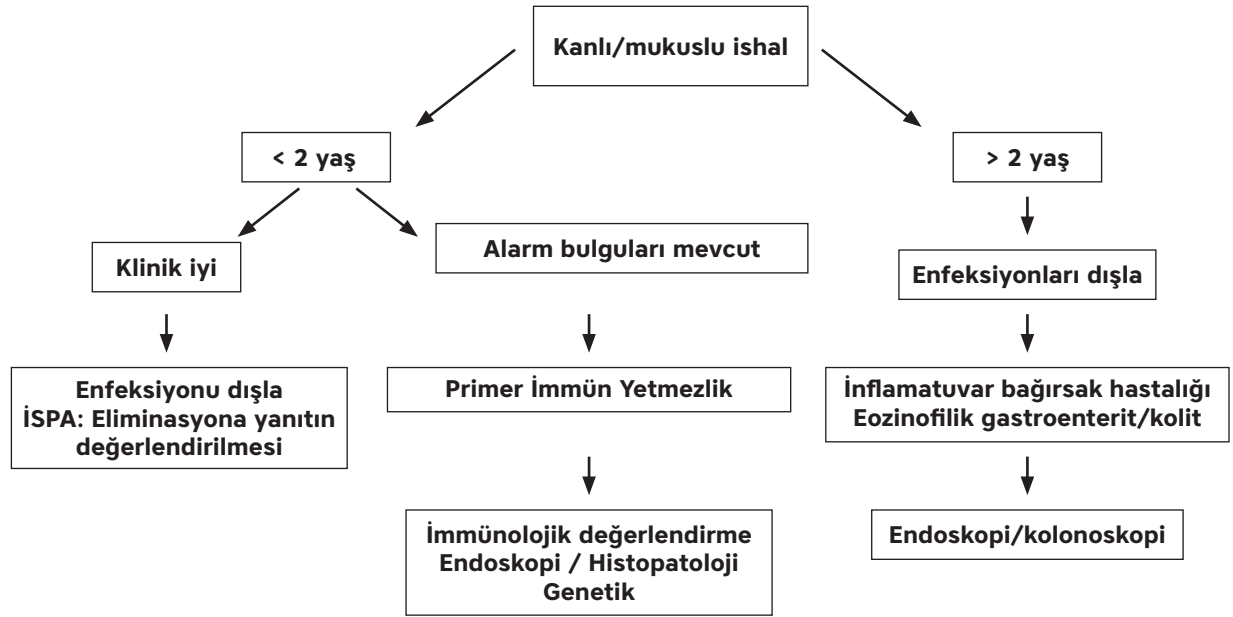 Kanlı/mukuslu ishal
< 2 yaş
> 2 yaş
Klinik iyi
Alarm bulguları mevcut
Enfeksiyonları dışla
Enfeksiyonu dışla
İSPA: Eliminasyona yanıtın
değerlendirilmesi
Primer İmmün Yetmezlik
İnflamatuvar bağırsak hastalığı
Eozinofilik gastroenterit/kolit
İmmünolojik değerlendirme
Endoskopi / Histopatoloji
Genetik
Endoskopi/kolonoskopi